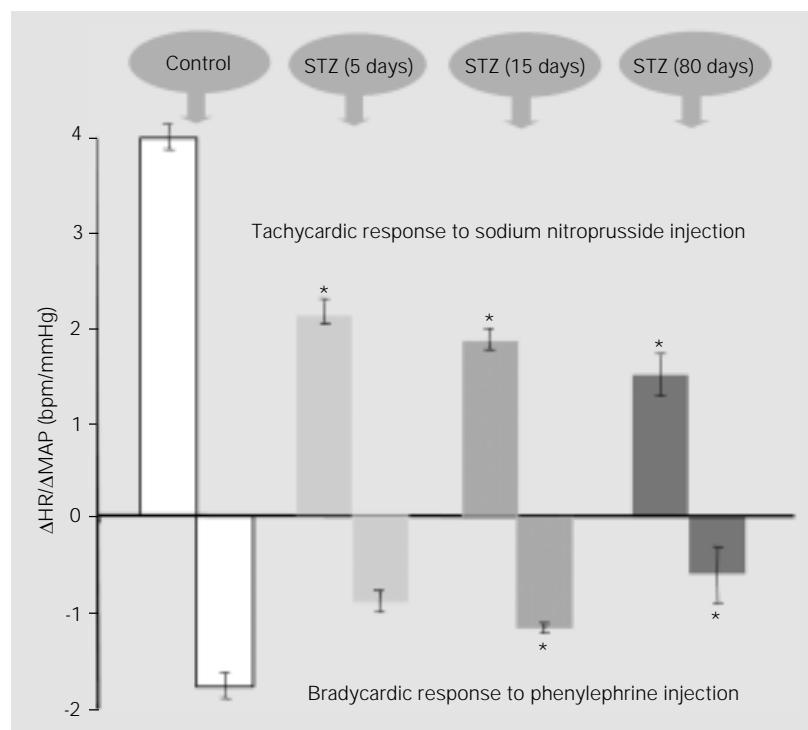 Control
STZ (5 days)
STZ (15 days)
STZ (80 days)
4
3
2
1
0
-1
-2
ΔHR/ΔMAP (bpm/mmHg)
Tachycardic response to sodium nitroprusside injection
*
*
*
*
*
Bradycardic response to phenylephrine injection